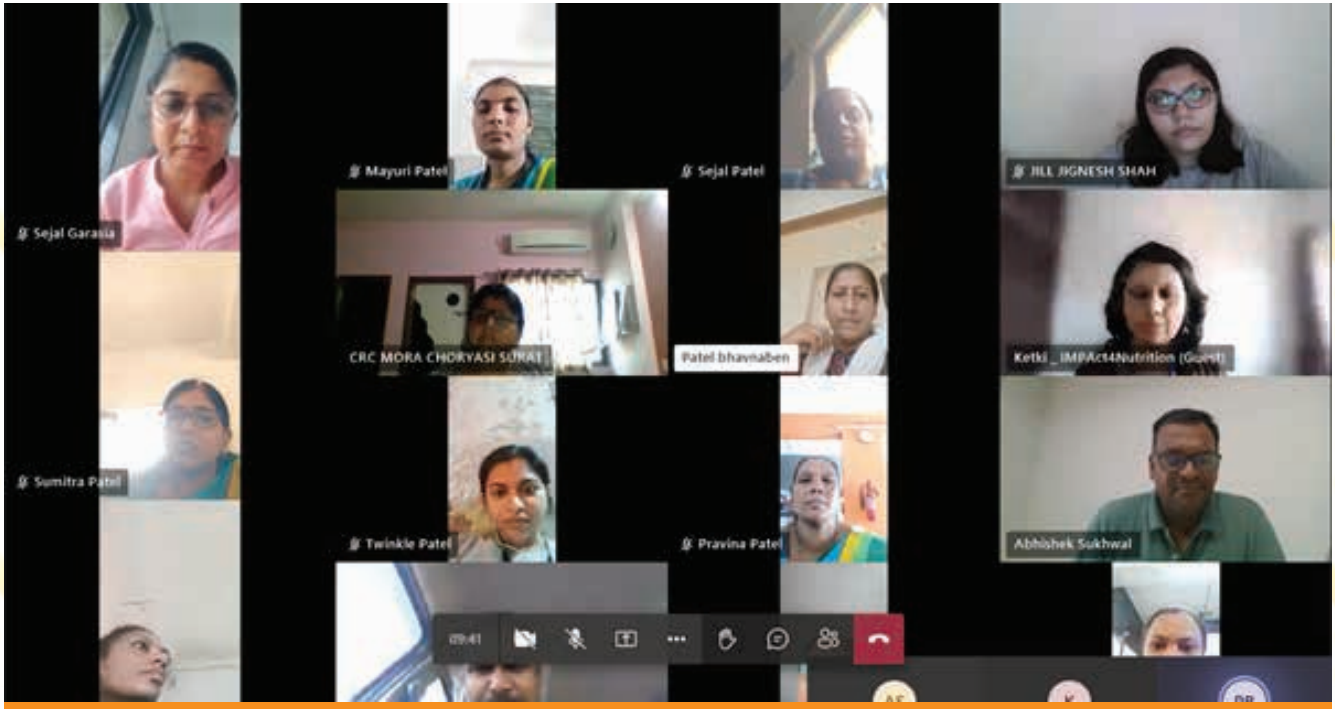 Mayuri Patel
Sejal Patel
JILL JIGNESH SHAH
Sejal Garasia
CRC MORA CHORYASI SURAT
Patel bhavnaben
Ketki _ IMPAct4Nutrition (Guest)
Sumitra Patel
Twinkle Patel
Pravina Patel
Abhishek Sukhwal
09:41
K